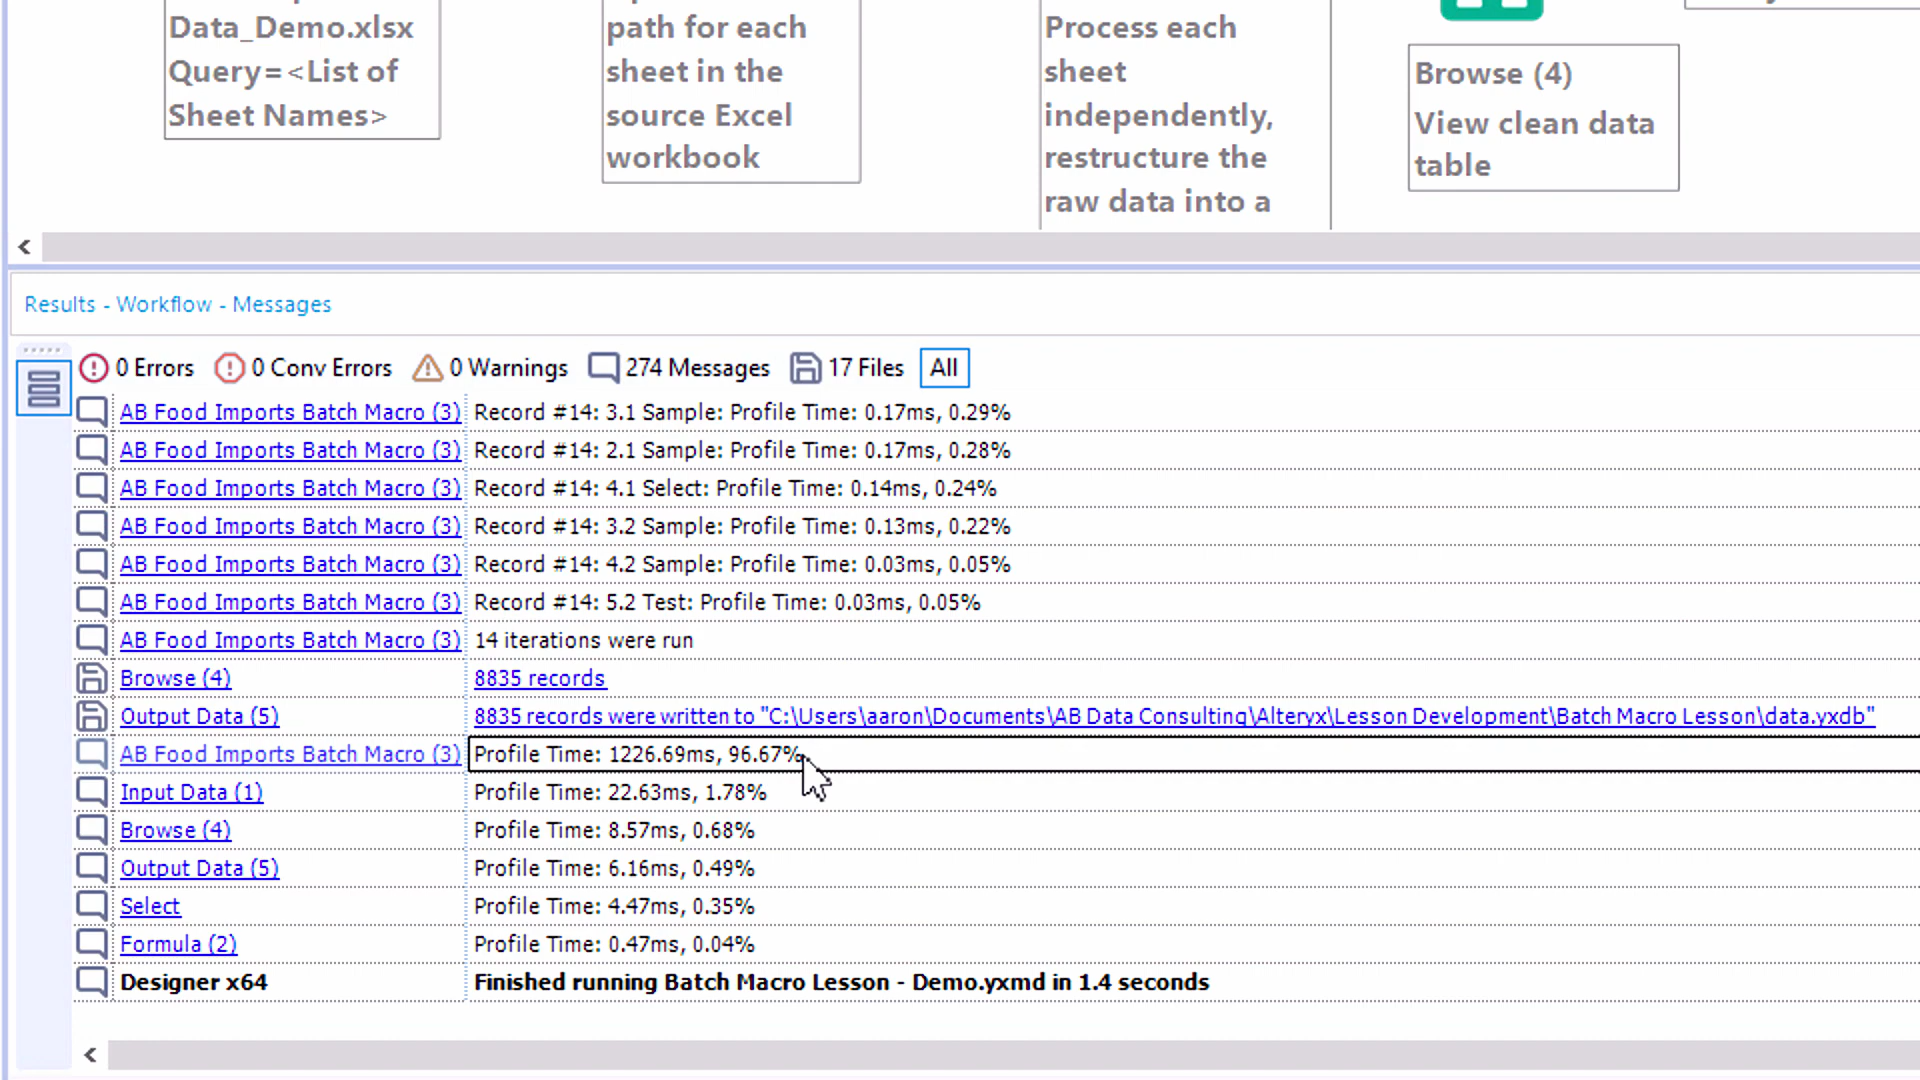 Data_Demo.xlsx
Query=<List of
Sheet Names>
path for each
sheet in the
source Excel
workbook
Process each
sheet
independently,
restructure the
raw data into a
Browse (4)
View clean data
table
Results - Workflow - Messages
0 Errors 0 Conv Errors 0 Warnings 274 Messages 17 Files All
AB Food Imports Batch Macro (3) Record #14: 3.1 Sample: Profile Time: 0.17ms, 0.29%
AB Food Imports Batch Macro (3) Record #14: 2.1 Sample: Profile Time: 0.17ms, 0.28%
AB Food Imports Batch Macro (3) Record #14: 4.1 Select: Profile Time: 0.14ms, 0.24%
AB Food Imports Batch Macro (3) Record #14: 3.2 Sample: Profile Time: 0.13ms, 0.22%
AB Food Imports Batch Macro (3) Record #14: 4.2 Sample: Profile Time: 0.03ms, 0.05%
AB Food Imports Batch Macro (3) Record #14: 5.2 Test: Profile Time: 0.03ms, 0.05%
AB Food Imports Batch Macro (3) 14 iterations were run
Browse (4) 8835 records
Output Data (5) 8835 records were written to "C:\Users\aaron\Documents\AB Data Consulting\Alteryx\Lesson Development\Batch Macro Lesson\data.yxdb"
AB Food Imports Batch Macro (3) Profile Time: 1226.69ms, 96.67%
Input Data (1) Profile Time: 22.63ms, 1.78%
Browse (4) Profile Time: 8.57ms, 0.68%
Output Data (5) Profile Time: 6.16ms, 0.49%
Select Profile Time: 4.47ms, 0.35%
Formula (2) Profile Time: 0.47ms, 0.04%
Designer x64 Finished running Batch Macro Lesson - Demo.yxmd in 1.4 seconds